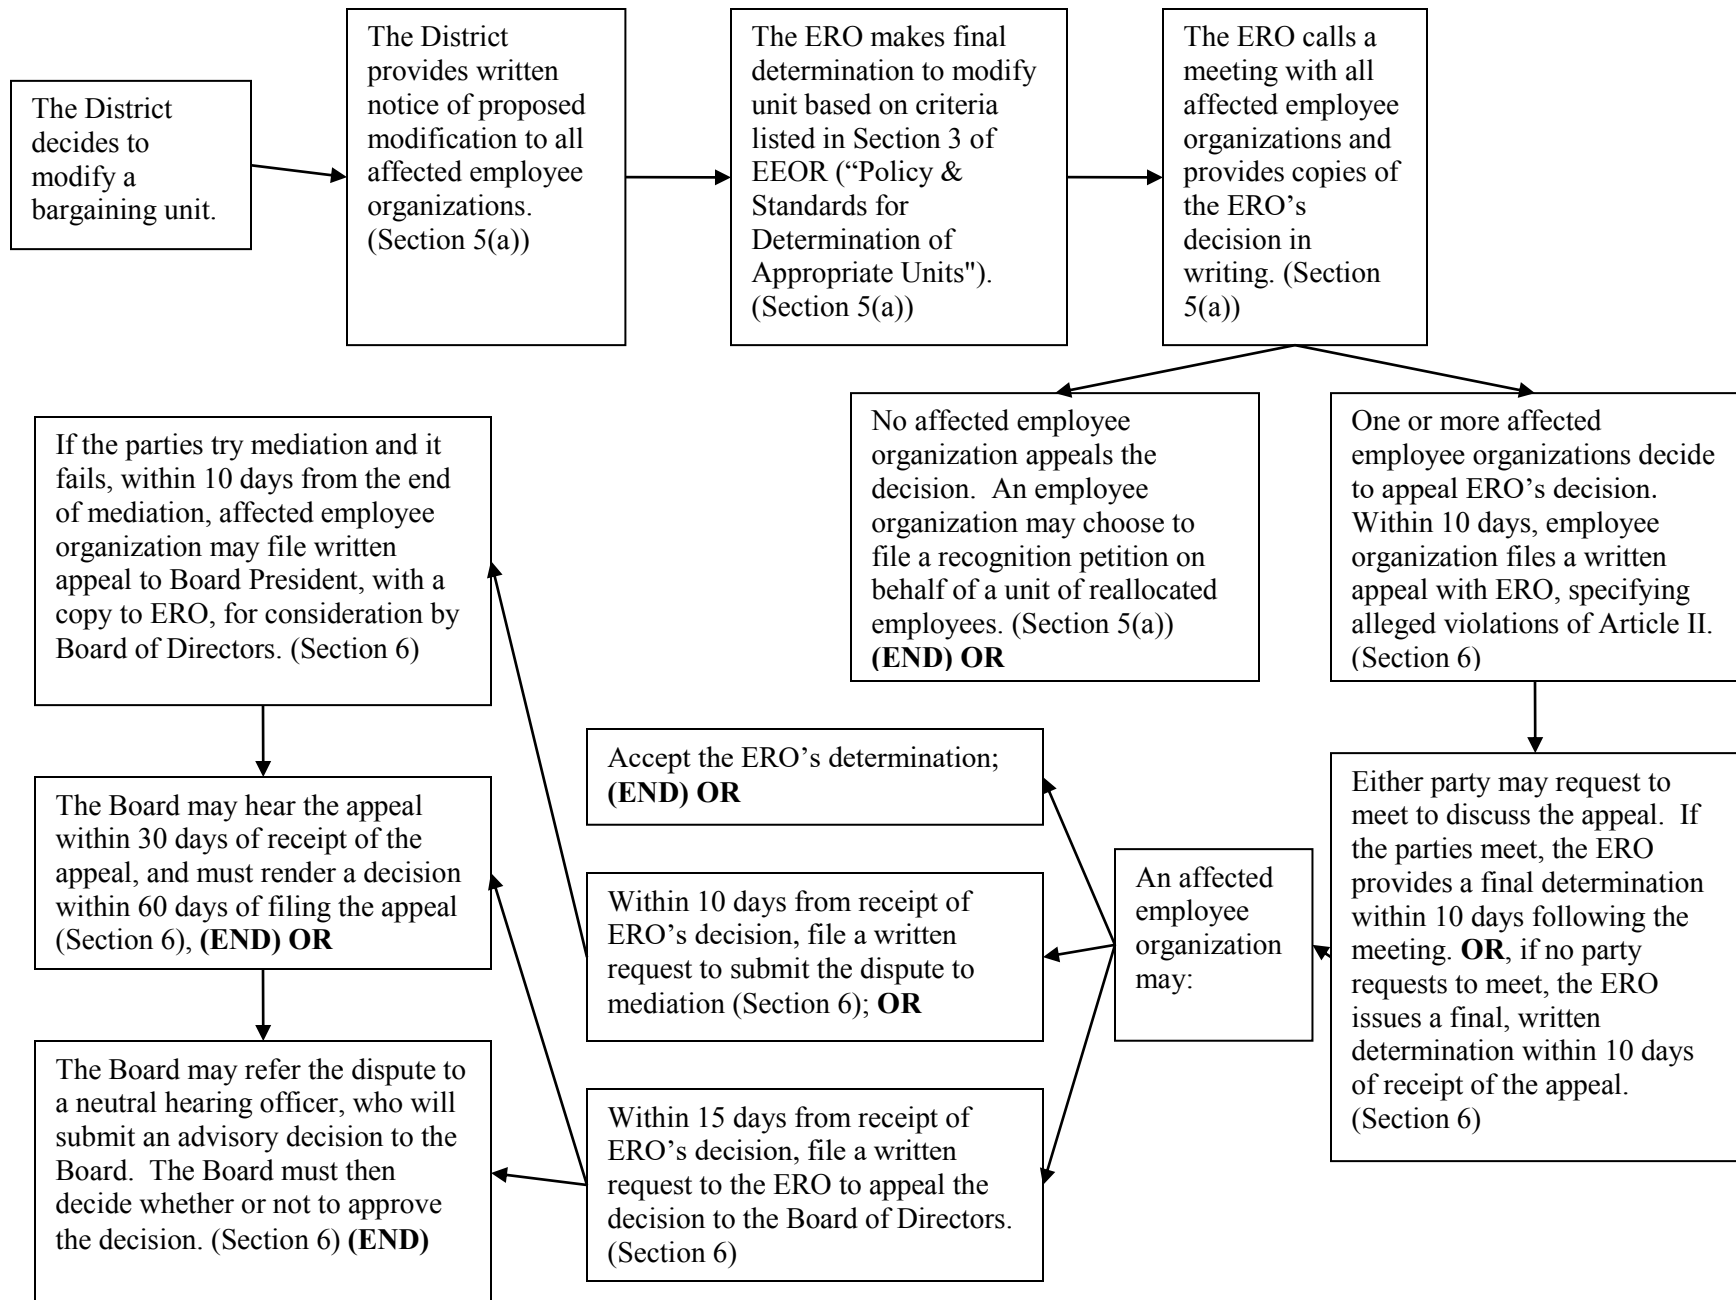 The District
decides to
modify a
bargaining unit.
The District
provides written
notice of proposed
modification to all
affected employee
organizations.
(Section 5(a))
The ERO makes final
determination to modify
unit based on criteria
listed in Section 3 of
EEOR (“Policy &
Standards for
Determination of
Appropriate Units").
(Section 5(a))
The ERO calls a
meeting with all
affected employee
organizations and
provides copies of
the ERO’s
decision in
writing. (Section
5(a))
No affected employee
organization appeals the
decision.  An employee
organization may choose to
file a recognition petition on
behalf of a unit of reallocated
employees. (Section 5(a))
(END) OR
One or more affected
employee organizations decide
to appeal ERO’s decision.
Within 10 days, employee
organization files a written
appeal with ERO, specifying
alleged violations of Article II.
(Section 6)
Either party may request to
meet to discuss the appeal.  If
the parties meet, the ERO
provides a final determination
within 10 days following the
meeting. OR, if no party
requests to meet, the ERO
issues a final, written
determination within 10 days
of receipt of the appeal.
(Section 6)
An affected
employee
organization
may:
Accept the ERO’s determination;
(END) OR
Within 10 days from receipt of
ERO’s decision, file a written
request to submit the dispute to
mediation (Section 6); OR
Within 15 days from receipt of
ERO’s decision, file a written
request to the ERO to appeal the
decision to the Board of Directors.
(Section 6)
If the parties try mediation and it
fails, within 10 days from the end
of mediation, affected employee
organization may file written
appeal to Board President, with a
copy to ERO, for consideration by
Board of Directors. (Section 6)
The Board may hear the appeal
within 30 days of receipt of the
appeal, and must render a decision
within 60 days of filing the appeal
(Section 6), (END) OR
The Board may refer the dispute to
a neutral hearing officer, who will
submit an advisory decision to the
Board.  The Board must then
decide whether or not to approve
the decision. (Section 6) (END)